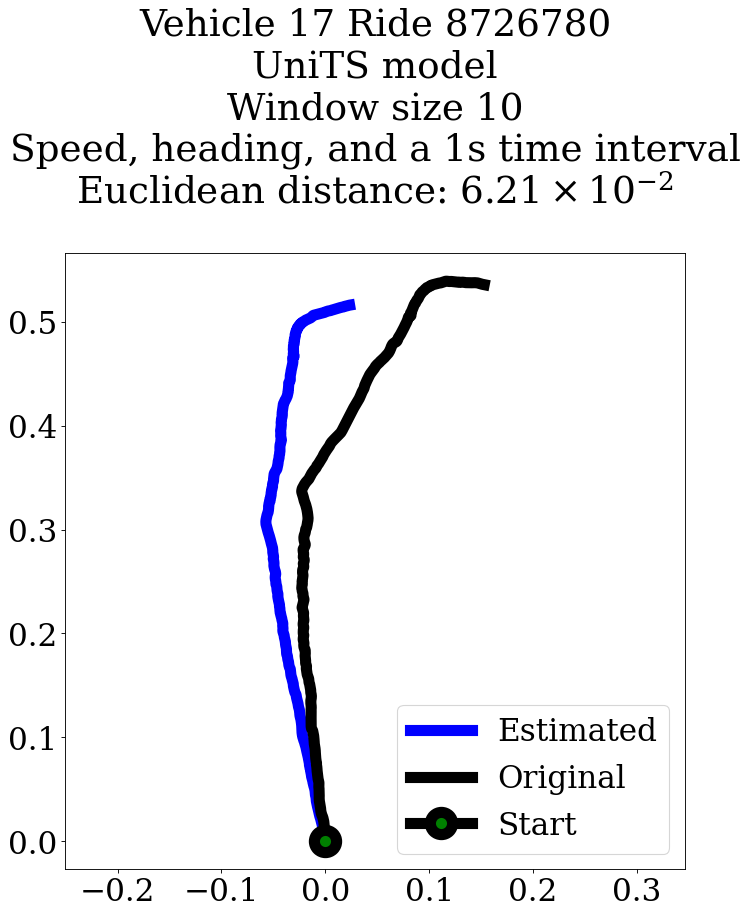 Vehicle 17 Ride 8726780
UniTS model
Window size 10
Speed, heading, and a 1s time interval
Euclidean distance: 6.21 × 10⁻²
0.5
0.4
0.3
0.2
0.1
0.0
Estimated
Original
Start
−0.2 −0.1 0.0 0.1 0.2 0.3